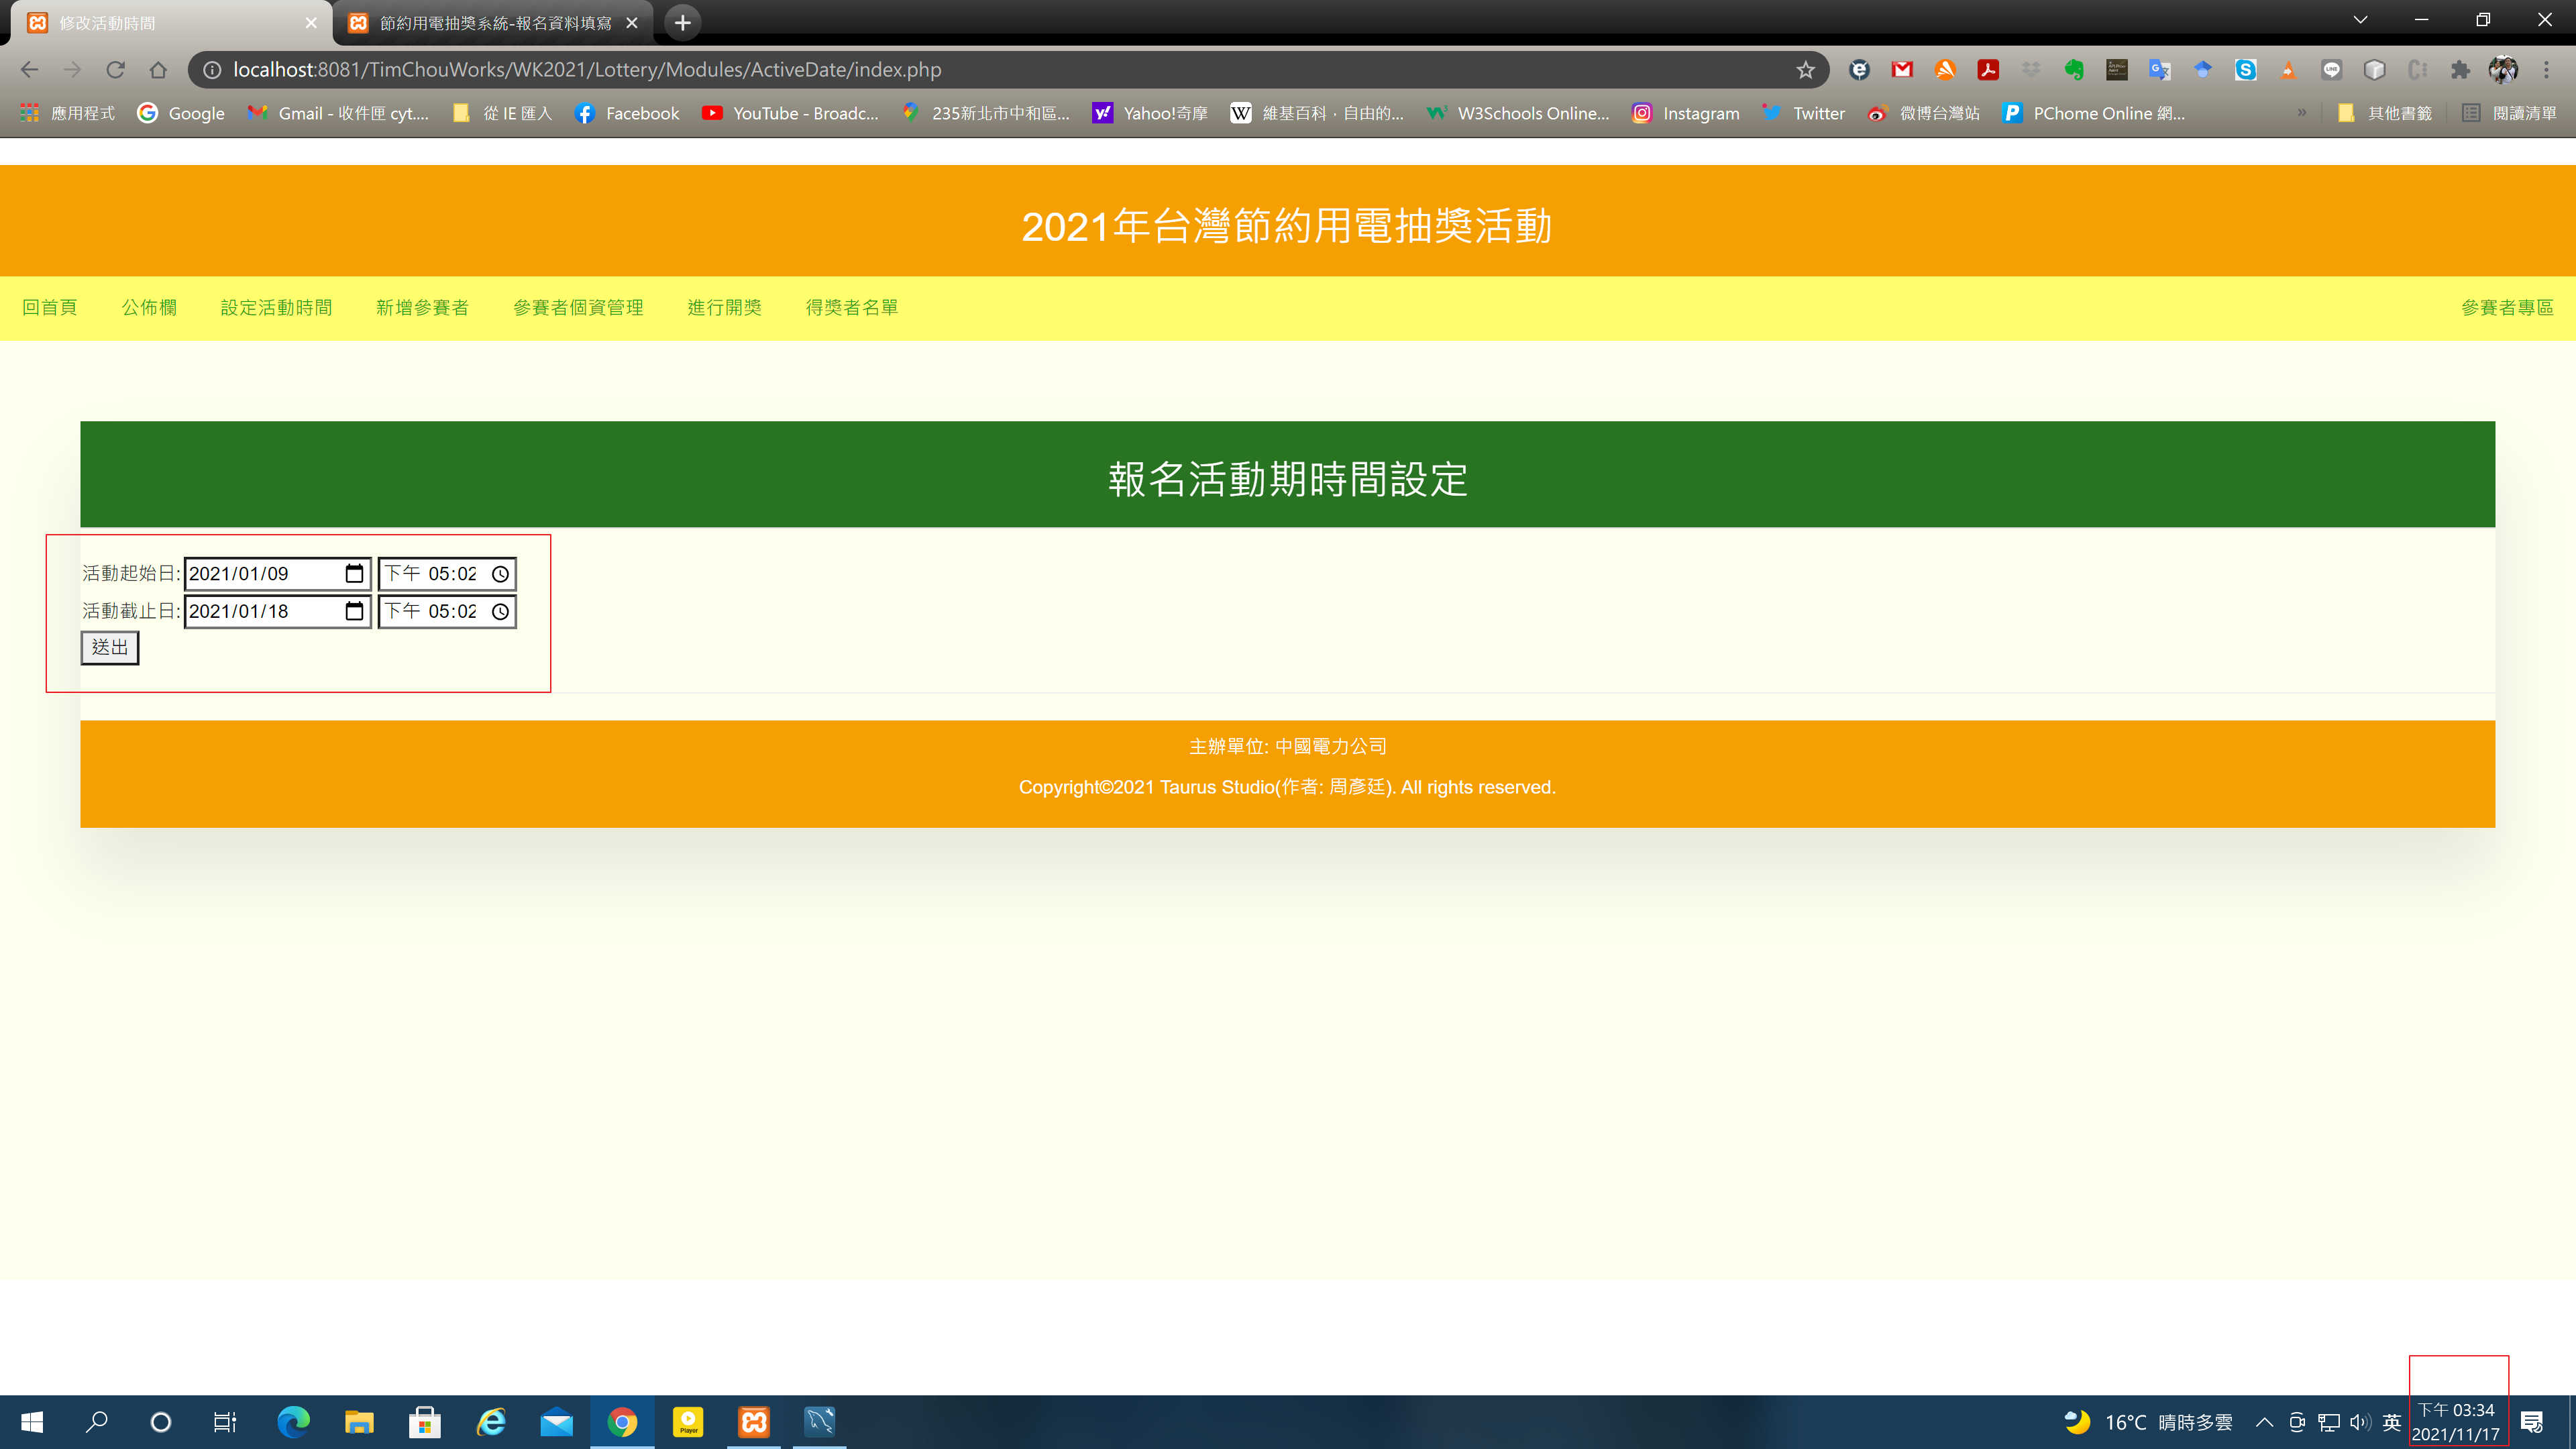 修改活動時間
節約用電抽獎系統-報名資料填寫
localhost:8081/TimChouWorks/WK2021/Lottery/Modules/ActiveDate/index.php
應用程式 Google Gmail - 收件匣 cyt.... 從 IE 匯入 Facebook YouTube - Broadc... 235新北市中和區... Yahoo!奇摩 維基百科，自由的... W3Schools Online... Instagram Twitter 微博台灣站 PChome Online 網... » 其他書籤 閱讀清單
2021年台灣節約用電抽獎活動
回首頁 公佈欄 設定活動時間 新增參賽者 參賽者個資管理 進行開獎 得獎者名單 參賽者專區
報名活動期時間設定
活動起始日: 2021/01/09 下午 05:02
活動截止日: 2021/01/18 下午 05:02
送出
主辦單位: 中國電力公司
Copyright©2021 Taurus Studio(作者: 周彥廷). All rights reserved.
16°C 晴時多雲 英 下午 03:34
2021/11/17